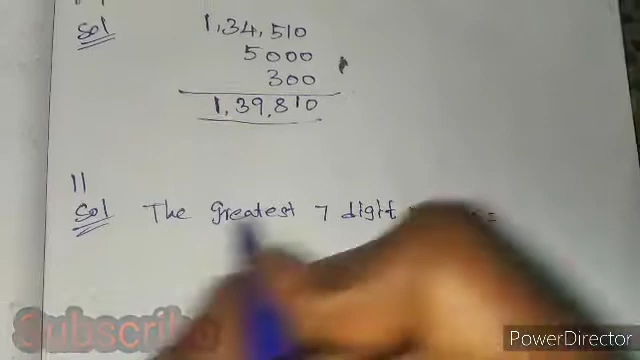 Sol 1,34,510
5000
300
1,39,810
11
Sol The greatest 7 digit =
Subscribe
PowerDirector